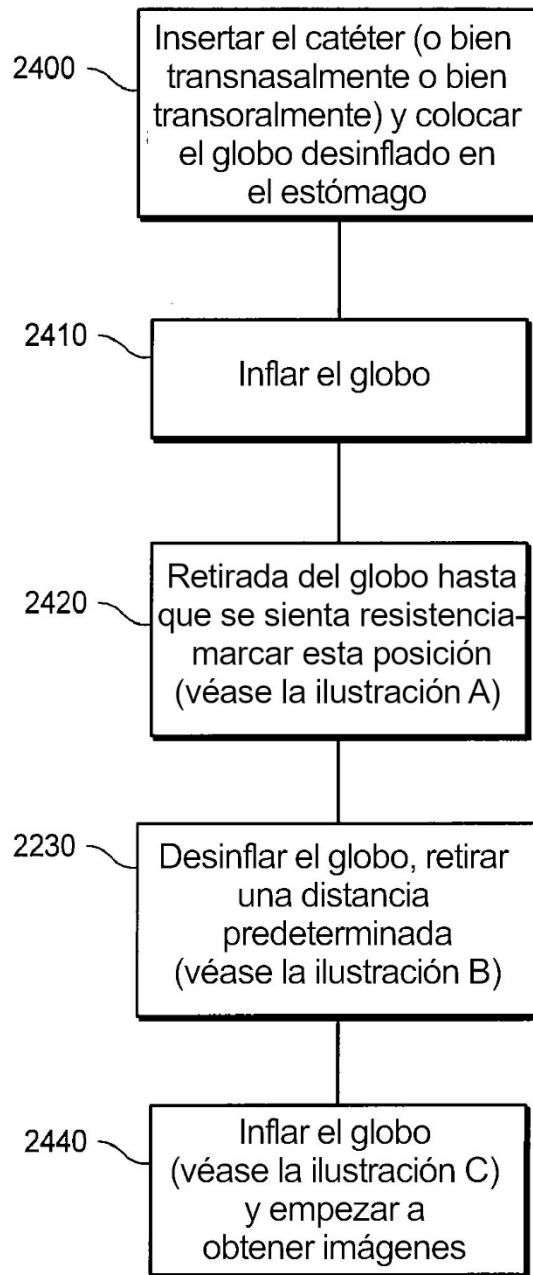 2400
Insertar el catéter (o bien
transnasalmente o bien
transoralmente) y colocar
el globo desinflado en
el estómago
2410
Inflar el globo
2420
Retirada del globo hasta
que se sienta resistencia-
marcar esta posición
(véase la ilustración A)
2230
Desinflar el globo, retirar
una distancia
predeterminada
(véase la ilustración B)
2440
Inflar el globo
(véase la ilustración C)
y empezar a
obtener imágenes